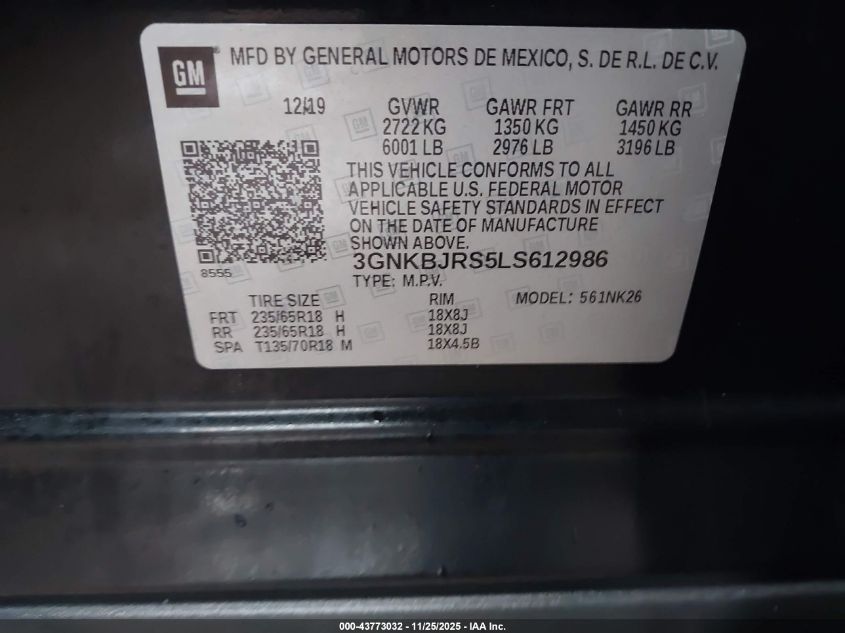 GM ® MFD BY GENERAL MOTORS DE MEXICO, S. DE R.L. DE C.V.
12/19 GVWR GAWR FRT GAWR RR
2722 KG 1350 KG 1450 KG
6001 LB 2976 LB 3196 LB
THIS VEHICLE CONFORMS TO ALL
APPLICABLE U.S. FEDERAL MOTOR
VEHICLE SAFETY STANDARDS IN EFFECT
ON THE DATE OF MANUFACTURE
SHOWN ABOVE.
8555
3GNKBJRS5LS612986
TYPE: M.P.V.
TIRE SIZE RIM MODEL: 561NK26
FRT 235/65R18 H 18X8J
RR 235/65R18 H 18X8J
SPA T135/70R18 M 18X4.5B
000-43773032 - 11/25/2025 - IAA Inc.